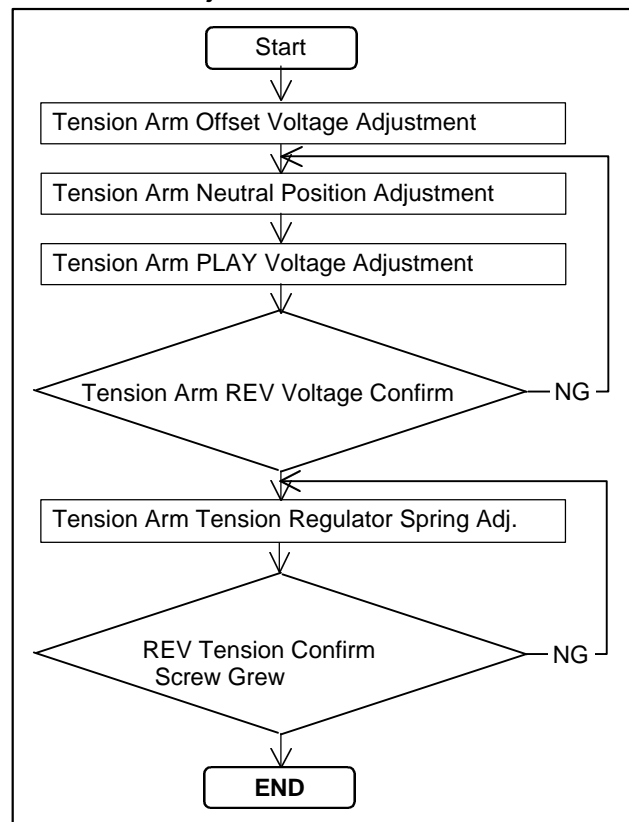 Start
Tension Arm Offset Voltage Adjustment
Tension Arm Neutral Position Adjustment
Tension Arm PLAY Voltage Adjustment
Tension Arm REV Voltage Confirm
NG
Tension Arm Tension Regulator Spring Adj.
REV Tension Confirm
NG
Screw Grew
END